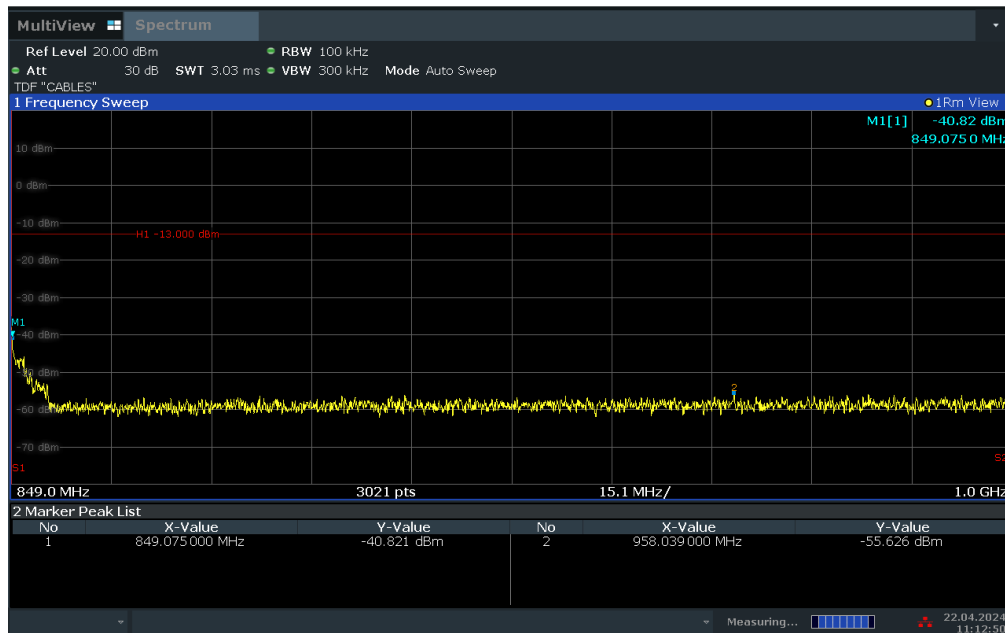 MultiView Spectrum
Ref Level 20.00 dBm RBW 100 kHz
Att 30 dB SWT 3.03 ms VBW 300 kHz Mode Auto Sweep
TDF "CABLES"
1 Frequency Sweep 1Rm View
M1[1] -40.82 dBm
849.075 0 MHz
10 dBm
0 dBm
-10 dBm
H1 -13.000 dBm
-20 dBm
-30 dBm
M1
-40 dBm
-50 dBm
2
-60 dBm
-70 dBm
S1 S2
849.0 MHz 3021 pts 15.1 MHz/ 1.0 GHz
2 Marker Peak List
No X-Value Y-Value No X-Value Y-Value
1 849.075 000 MHz -40.821 dBm 2 958.039 000 MHz -55.626 dBm
Measuring... 22.04.2024
11:12:50